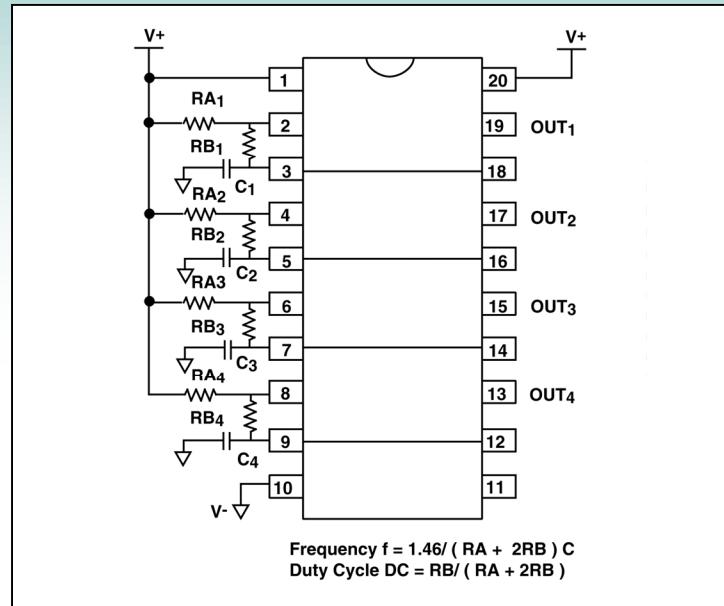 V+
V+
1
20
RA1
2
19
OUT1
RB1
3
18
C1
RA2
4
17
OUT2
RB2
5
16
C2
RA3
6
15
OUT3
RB3
7
14
C3
RA4
8
13
OUT4
RB4
9
12
C4
10
11
V-
Frequency f = 1.46/ ( RA + 2RB ) C
Duty Cycle DC = RB/ ( RA + 2RB )